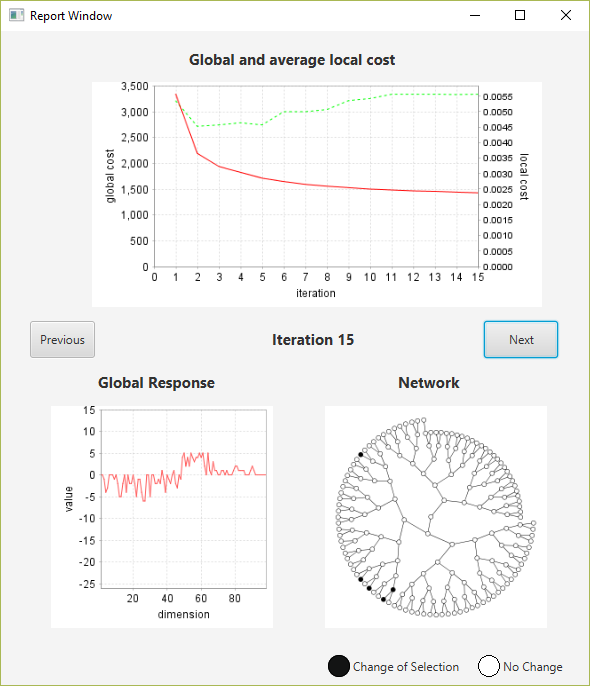 Report Window
Global and average local cost
3,500
3,000
2,500
2,000
1,500
1,000
500
0
global cost
0.0055
0.0050
0.0045
0.0040
0.0035
0.0030
0.0025
0.0020
0.0015
0.0010
0.0005
0.0000
local cost
0 1 2 3 4 5 6 7 8 9 10 11 12 13 14 15
iteration
Previous
Iteration 15
Next
Global Response
15
10
5
0
-5
-10
-15
-20
-25
value
20 40 60 80
dimension
Network
Change of Selection
No Change